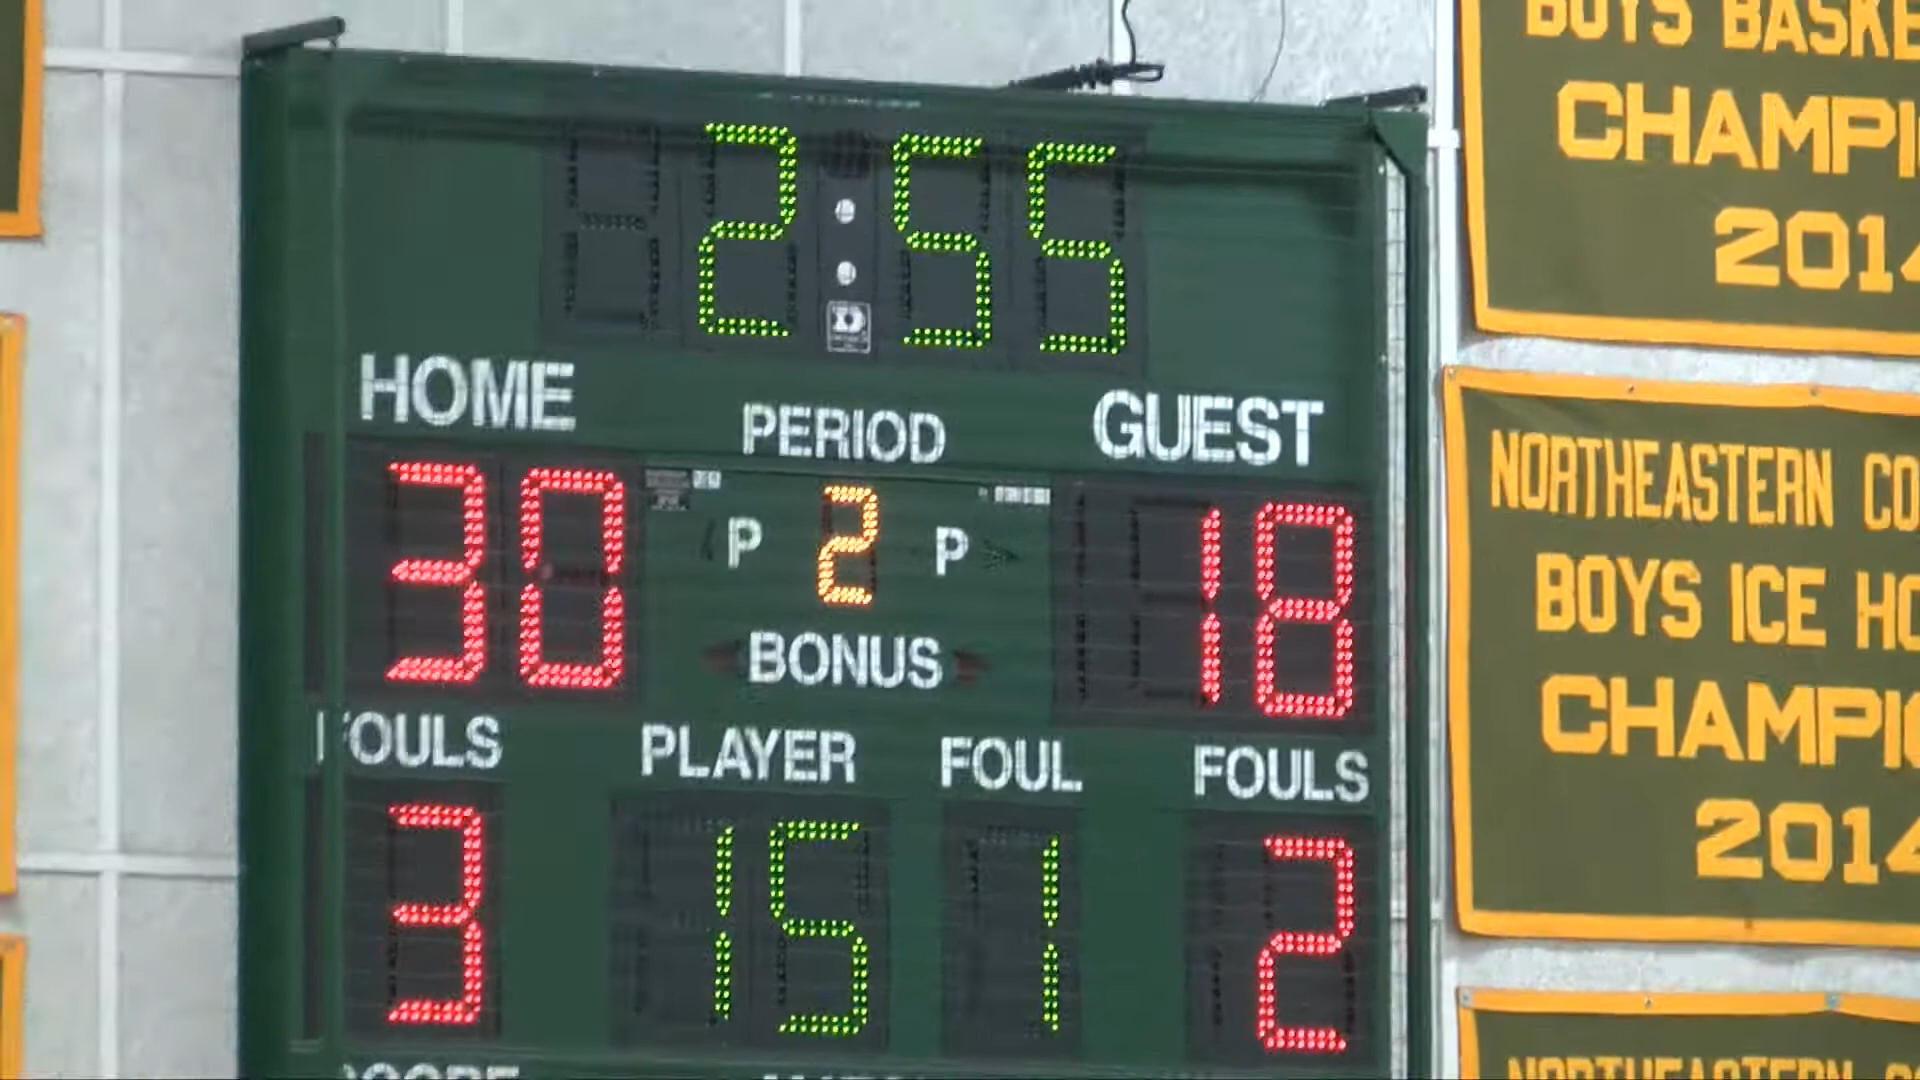 2:55
HOME PERIOD GUEST
30 P 2 P 18
BONUS
FOULS PLAYER FOUL FOULS
3 15 1 2
BOYS
CHAMPI
2014
NORTHEASTERN CO
BOYS ICE HO
CHAMPIO
2014
NORTHEASTERN